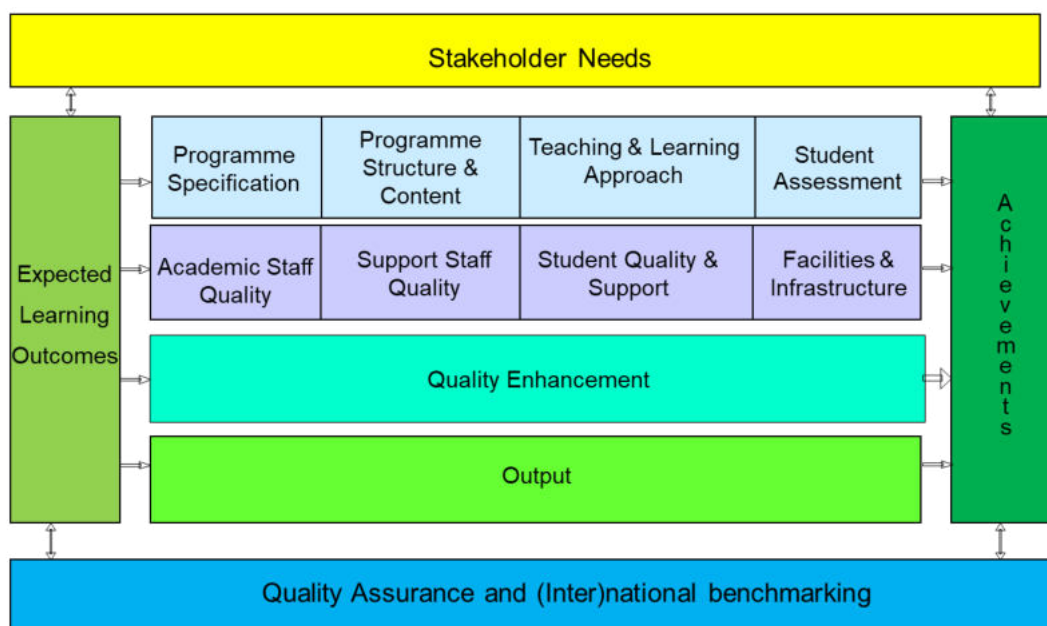 Stakeholder Needs
Expected
Learning
Outcomes
Programme
Specification
Programme
Structure &
Content
Teaching & Learning
Approach
Student
Assessment
Academic Staff
Quality
Support Staff
Quality
Student Quality &
Support
Facilities &
Infrastructure
Quality Enhancement
Output
Achievements
Quality Assurance and (Inter)national benchmarking